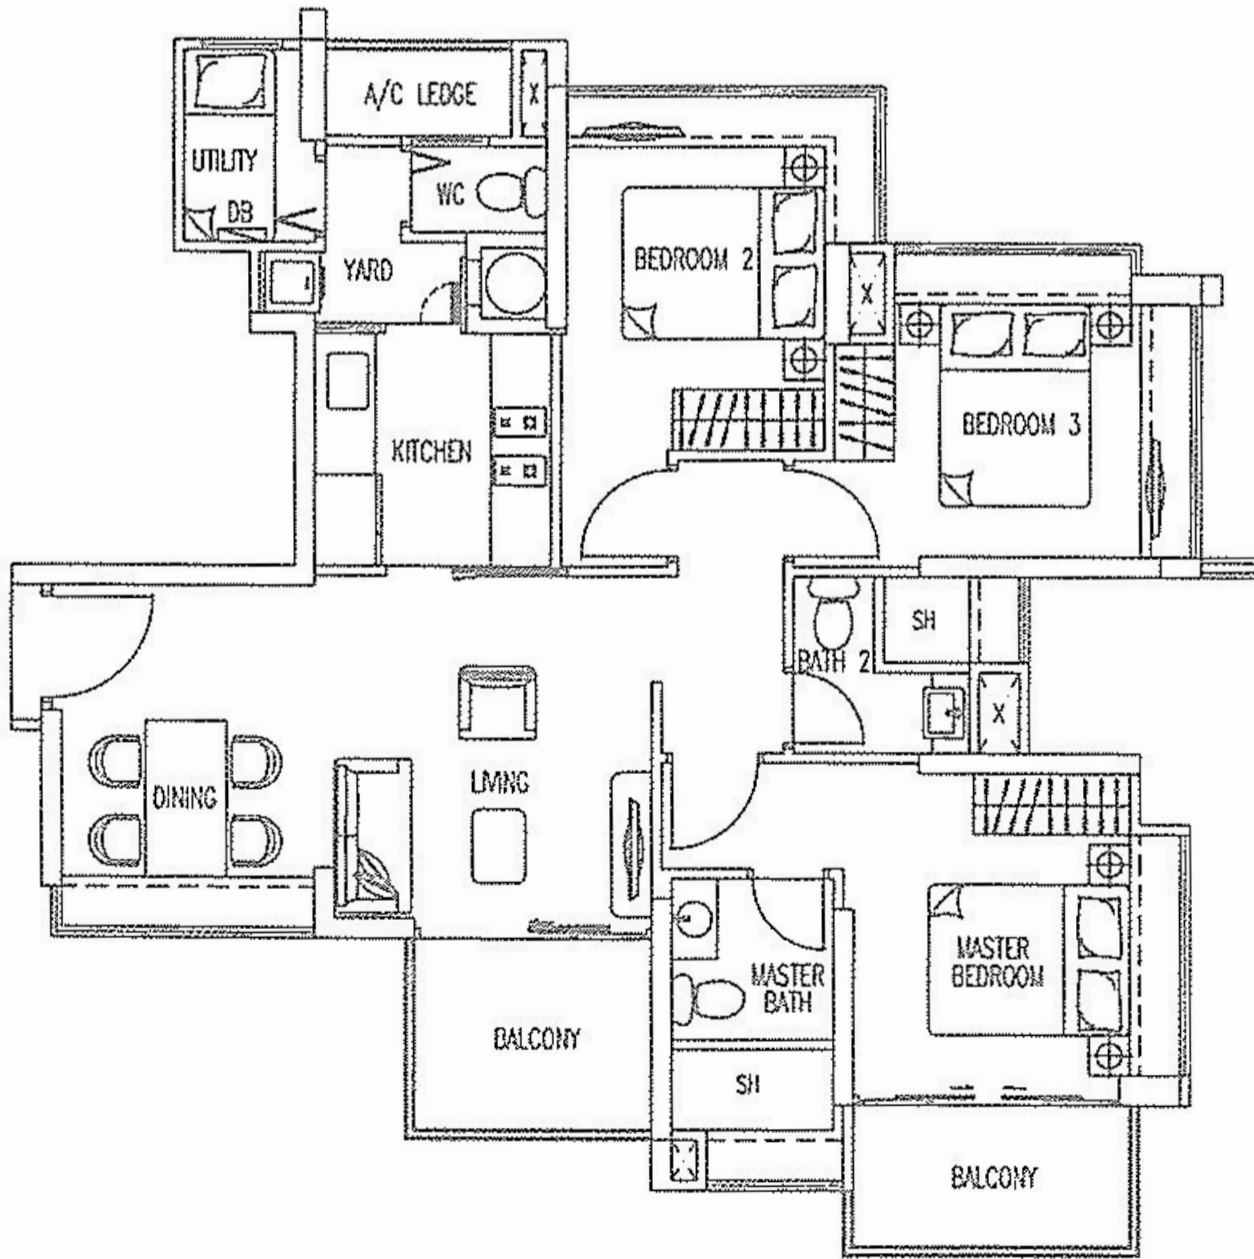 A/C LEDGE
X
UTILITY
DB
WC
YARD
BEDROOM 2
X
BEDROOM 3
KITCHEN
SH
BATH 2
X
LIVING
DINING
MASTER
BEDROOM
MASTER
BATH
BALCONY
SH
BALCONY